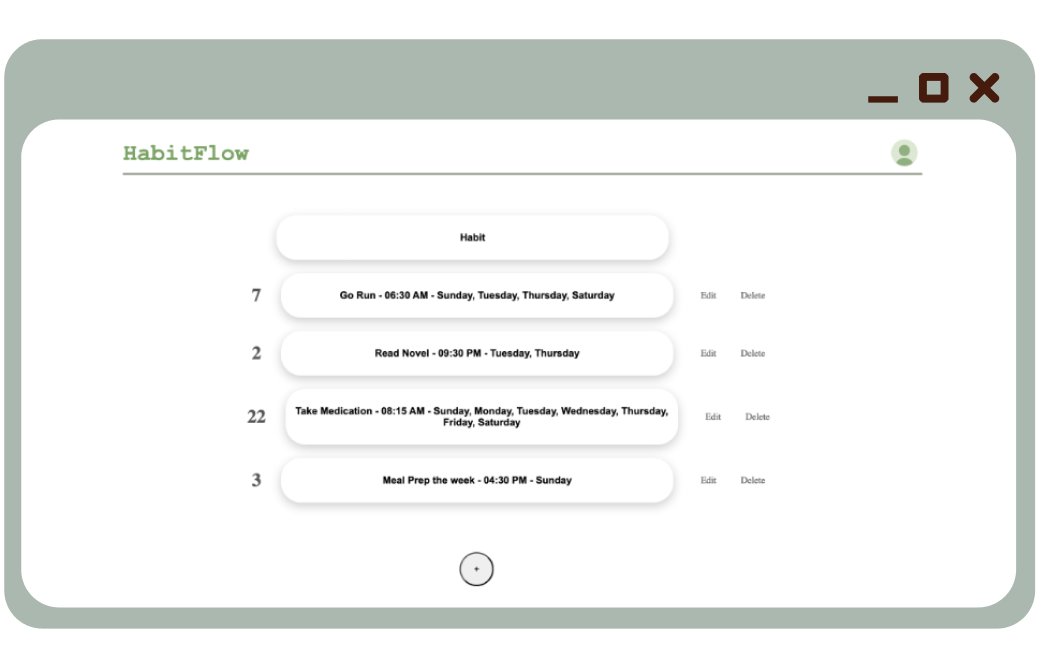 HabitFlow
Habit
7 Go Run - 06:30 AM - Sunday, Tuesday, Thursday, Saturday Edit Delete
2 Read Novel - 09:30 PM - Tuesday, Thursday Edit Delete
22 Take Medication - 08:15 AM - Sunday, Monday, Tuesday, Wednesday, Thursday,
Friday, Saturday Edit Delete
3 Meal Prep the week - 04:30 PM - Sunday Edit Delete
+